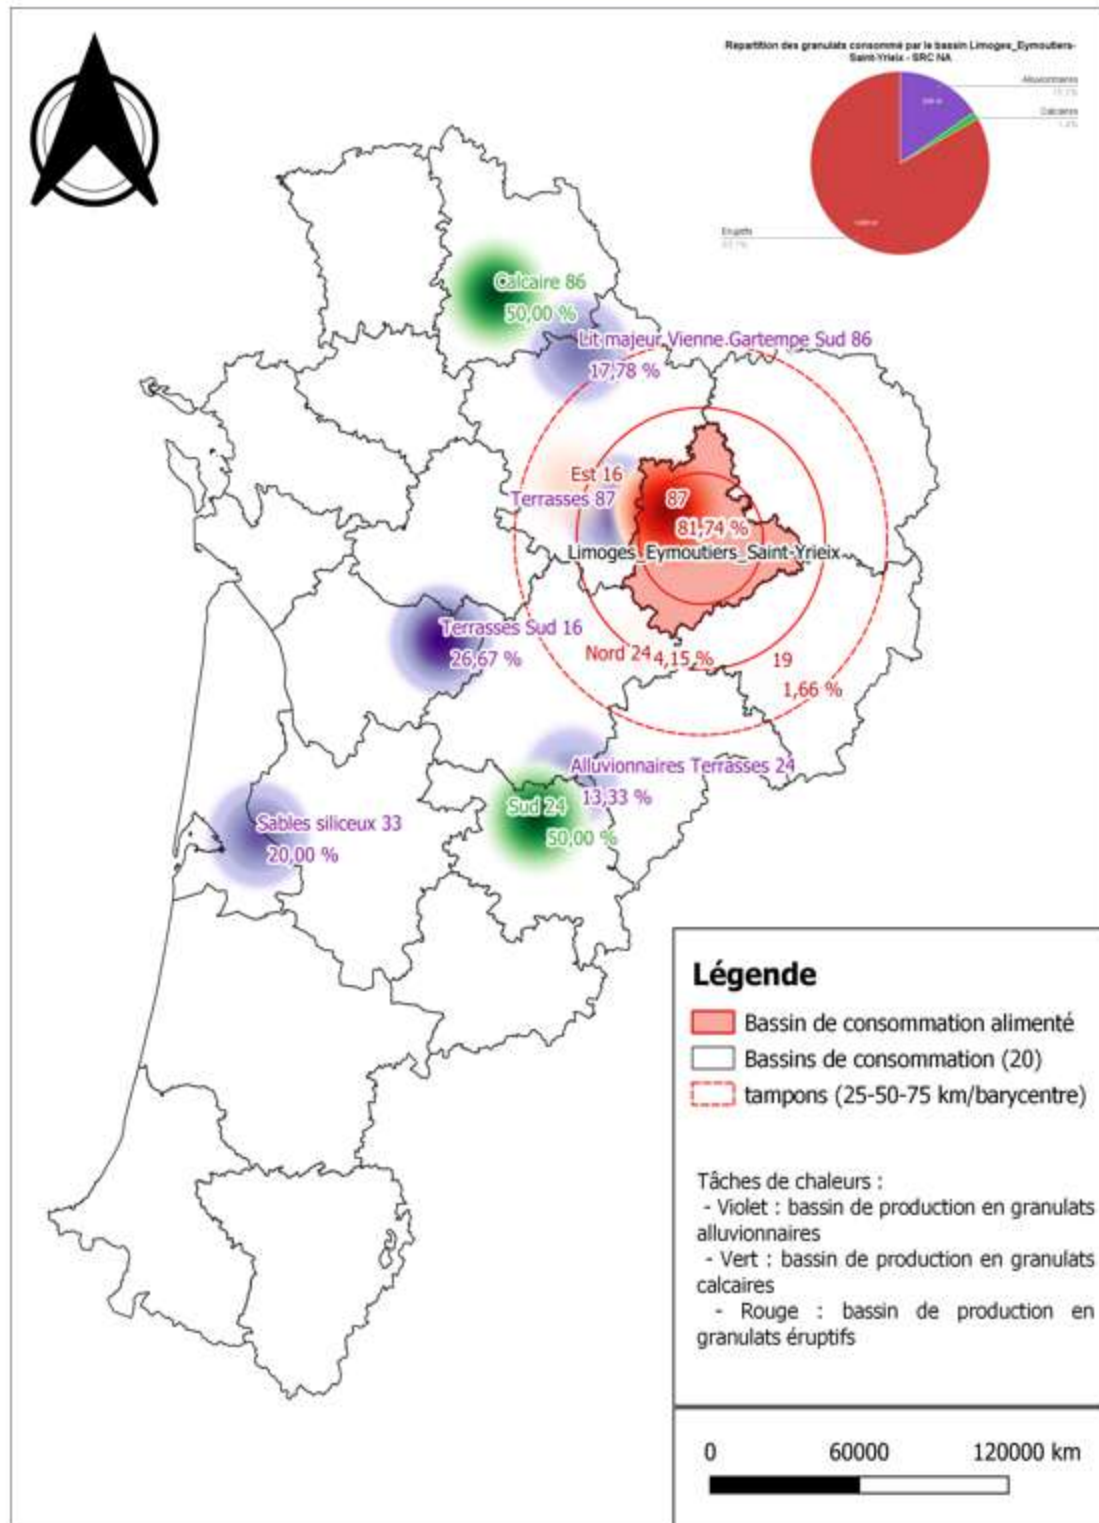 Repartition des granulats consommé par le bassin Limoges_Eymoutiers-
Saint-Yrieix - SRC NA
Alluvionnaires
Calcaires
Eruptifs
Calcaire 86
50,00 %
Lit majeur Vienne Gartempe Sud 86
17,78 %
Est 16
Terrasses 87
87
81,74 %
Limoges_Eymoutiers_Saint-Yrieix
Terrasses Sud 16
26,67 %
Nord 24
4,15 %
19
1,66 %
Alluvionnaires Terrasses 24
13,33 %
Sud 24
50,00 %
Sables siliceux 33
20,00 %
Légende
Bassin de consommation alimenté
Bassins de consommation (20)
tampons (25-50-75 km/barycentre)
Tâches de chaleurs :
- Violet : bassin de production en granulats
alluvionnaires
- Vert : bassin de production en granulats
calcaires
- Rouge : bassin de production en
granulats éruptifs
0 60000 120000 km